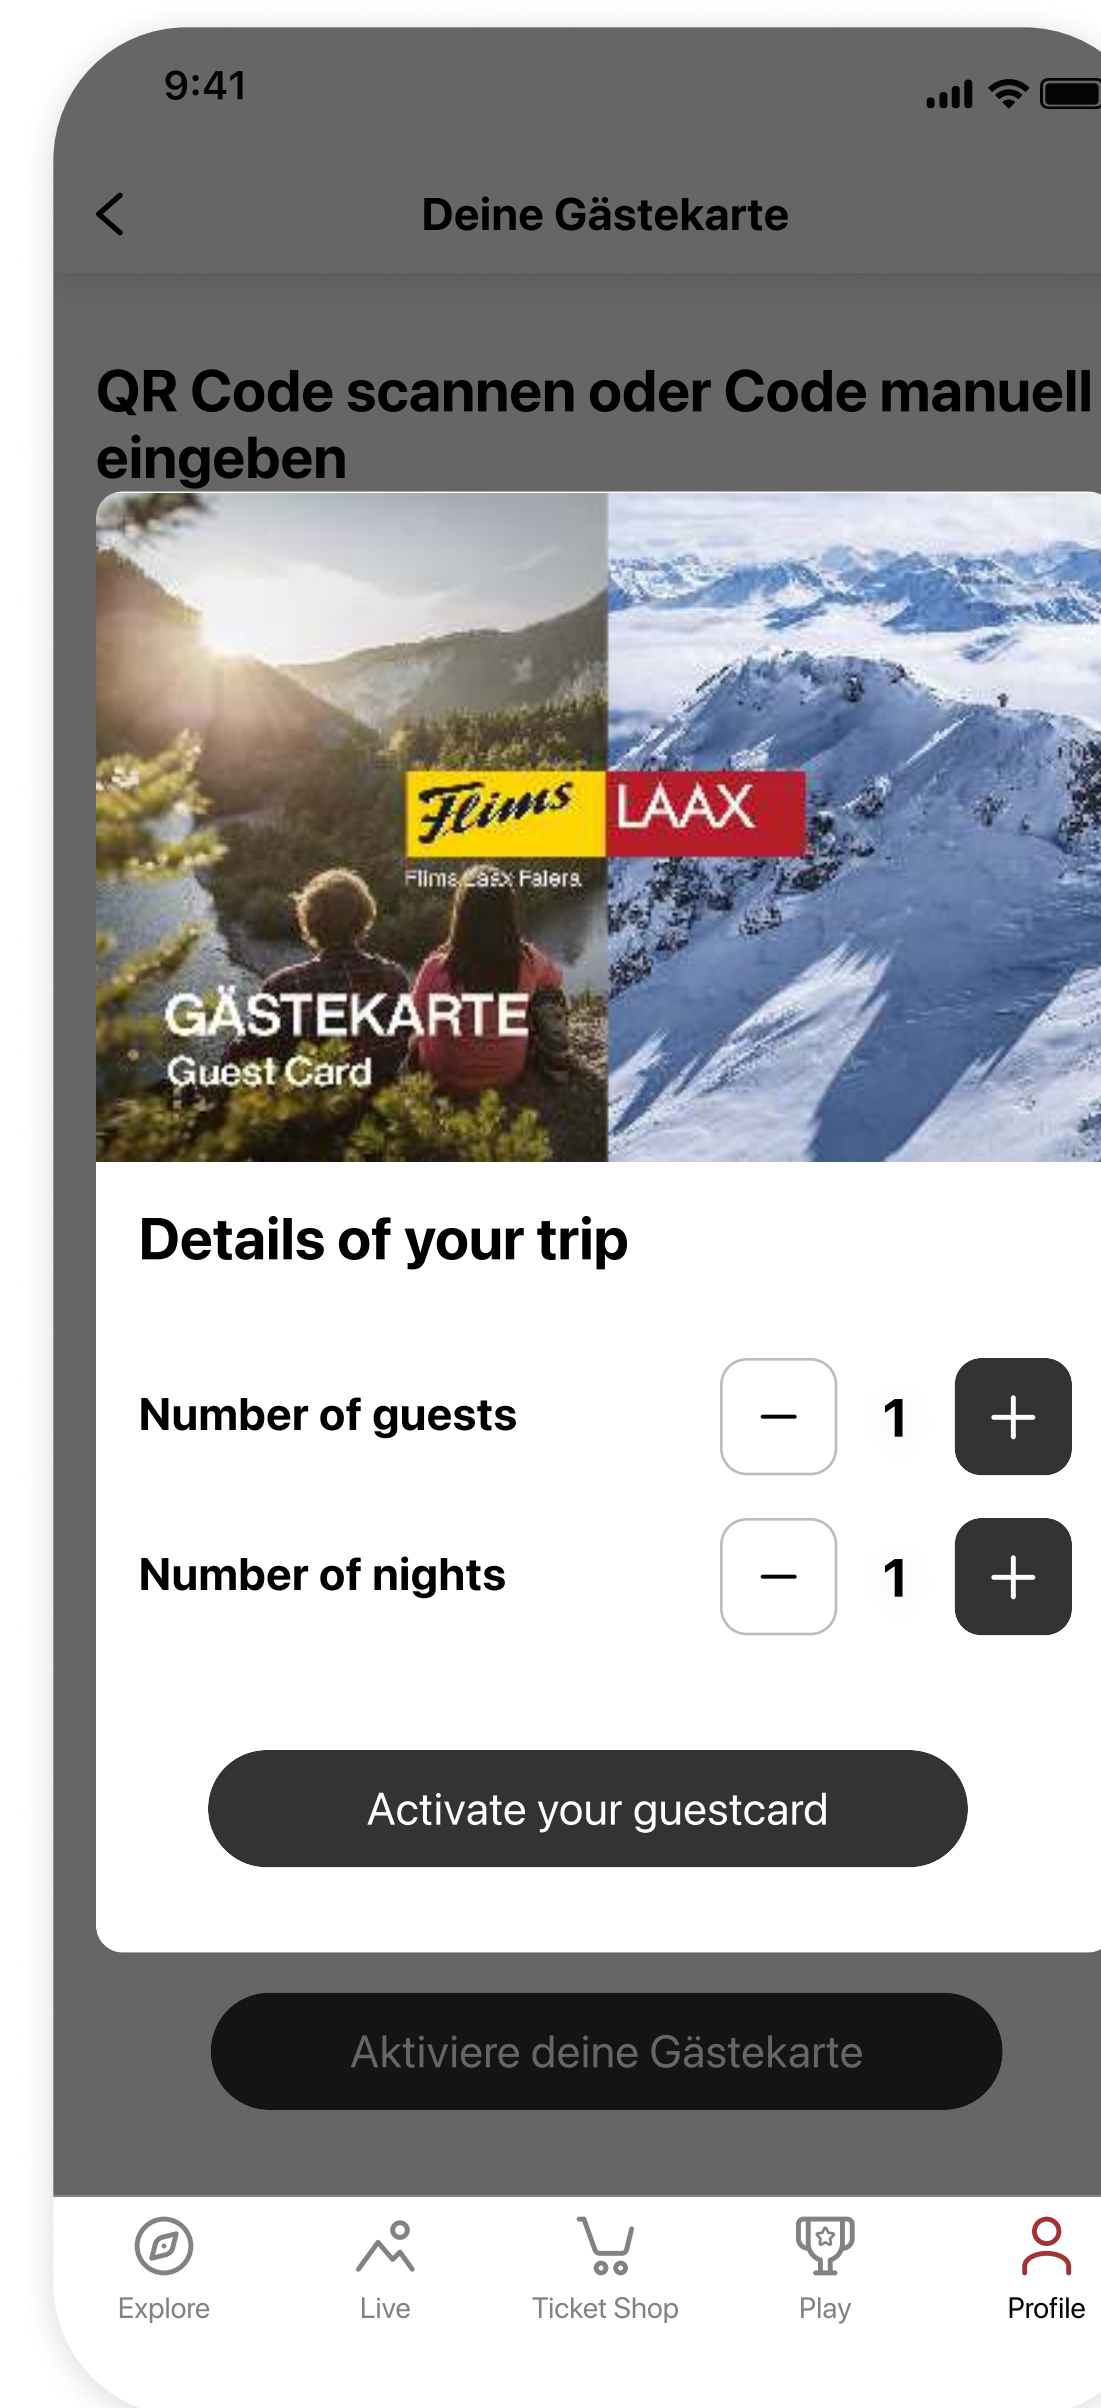 9:41
Deine Gästekarte
QR Code scannen oder Code manuell
eingeben
Flims LAAX
Flims Laax Falera
GÄSTEKARTE
Guest Card
Details of your trip
Number of guests − 1 +
Number of nights − 1 +
Activate your guestcard
Aktiviere deine Gästekarte
Explore Live Ticket Shop Play Profile